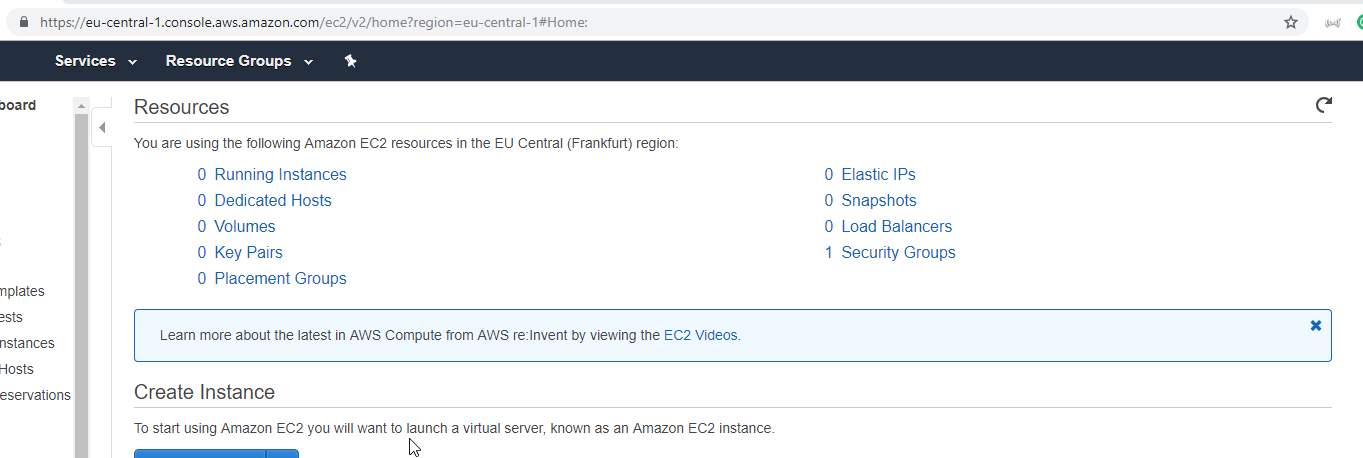 https://eu-central-1.console.aws.amazon.com/ec2/v2/home?region=eu-central-1#Home:
Services Resource Groups
board
mplates
ests
nstances
Hosts
eservations
Resources
You are using the following Amazon EC2 resources in the EU Central (Frankfurt) region:
0 Running Instances 0 Elastic IPs
0 Dedicated Hosts 0 Snapshots
0 Volumes 0 Load Balancers
0 Key Pairs 1 Security Groups
0 Placement Groups
Learn more about the latest in AWS Compute from AWS re:Invent by viewing the EC2 Videos.
Create Instance
To start using Amazon EC2 you will want to launch a virtual server, known as an Amazon EC2 instance.